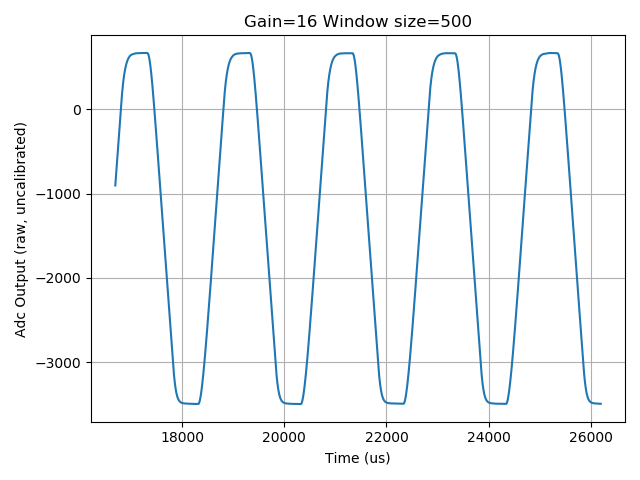 Gain=16 Window size=500
Adc Output (raw, uncalibrated)
0
−1000
−2000
−3000
18000 20000 22000 24000 26000
Time (us)